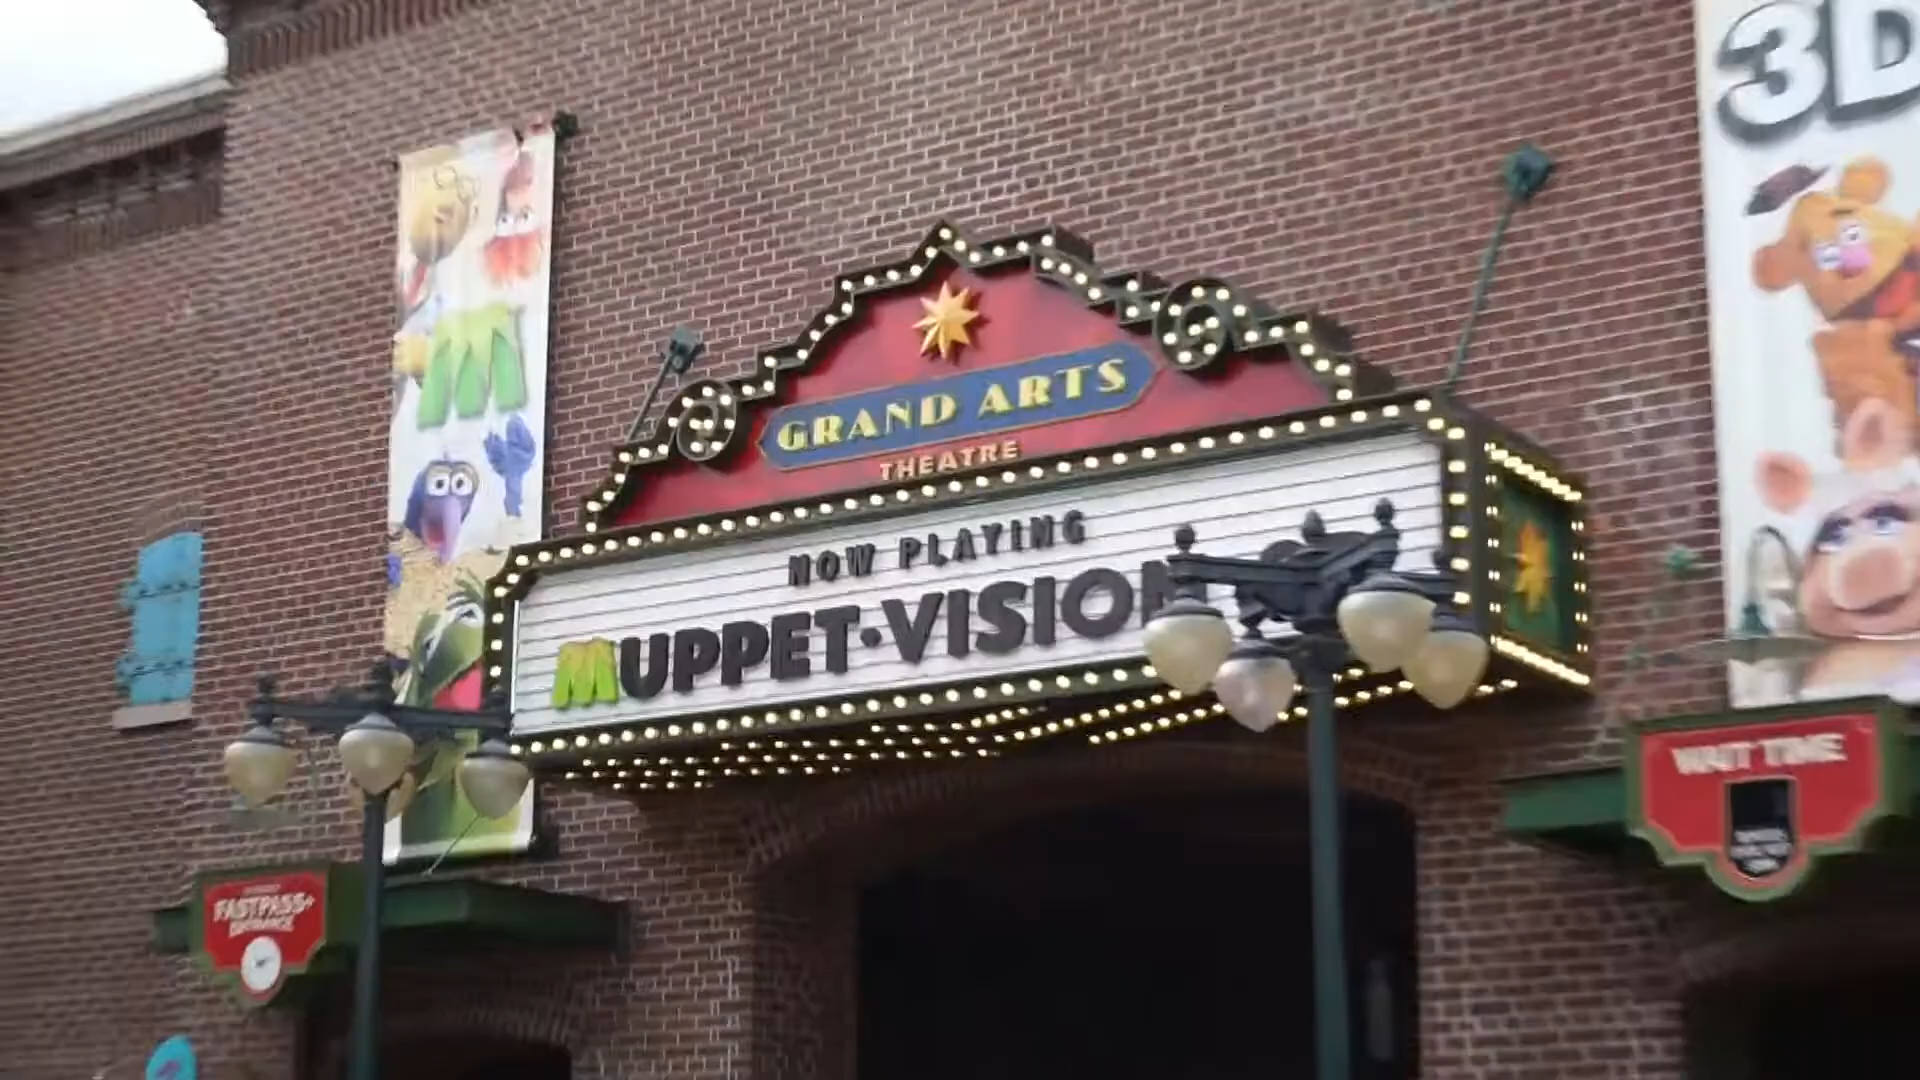 3D
M
GRAND ARTS
THEATRE
NOW PLAYING
MUPPET·VISION
WAIT TIME
FASTPASS+